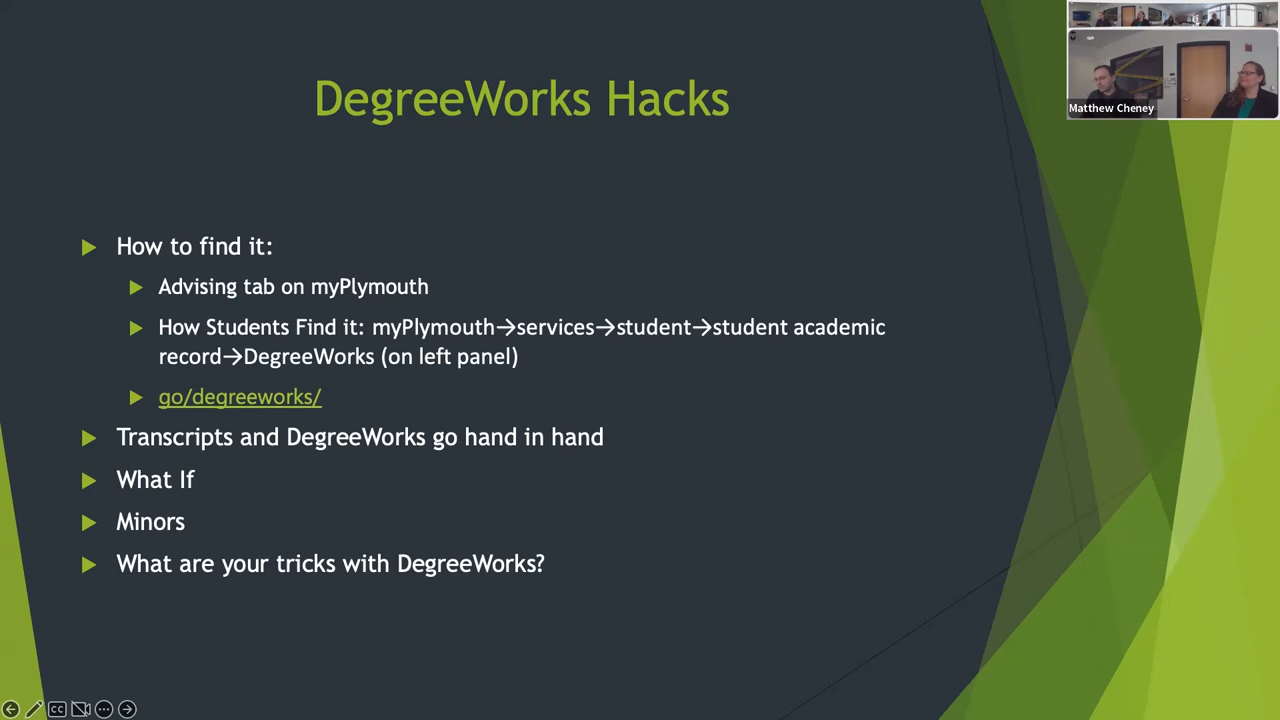 DegreeWorks Hacks
How to find it:
Advising tab on myPlymouth
How Students Find it: myPlymouth→services→student→student academic
record→DegreeWorks (on left panel)
go/degreeworks/
Transcripts and DegreeWorks go hand in hand
What If
Minors
What are your tricks with DegreeWorks?
Matthew Cheney
CC